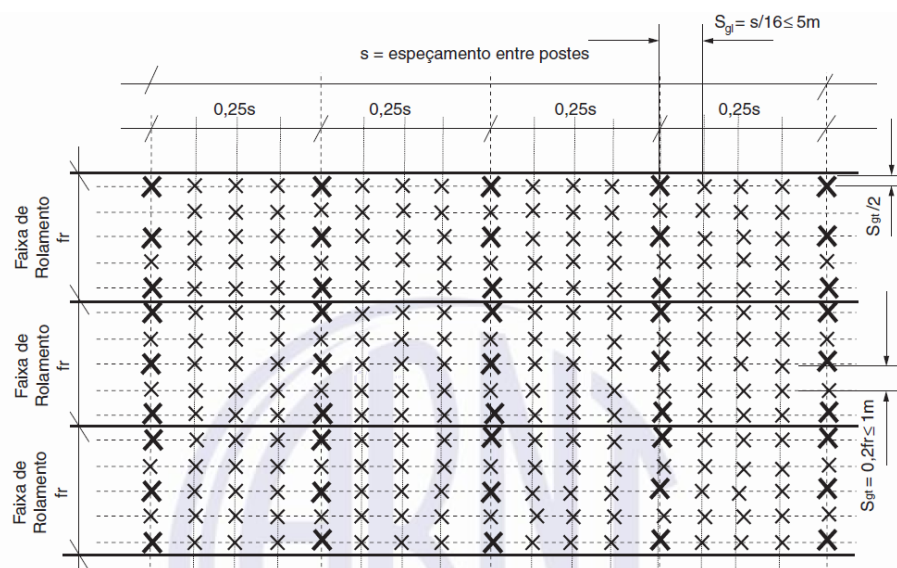 S_gl = s/16 ≤ 5m
s = espeçamento entre postes
0,25s 0,25s 0,25s 0,25s
S_gt/2
Faixa de
Rolamento
fr
Faixa de
Rolamento
fr
S_gt = 0,2fr ≤ 1m
Faixa de
Rolamento
fr